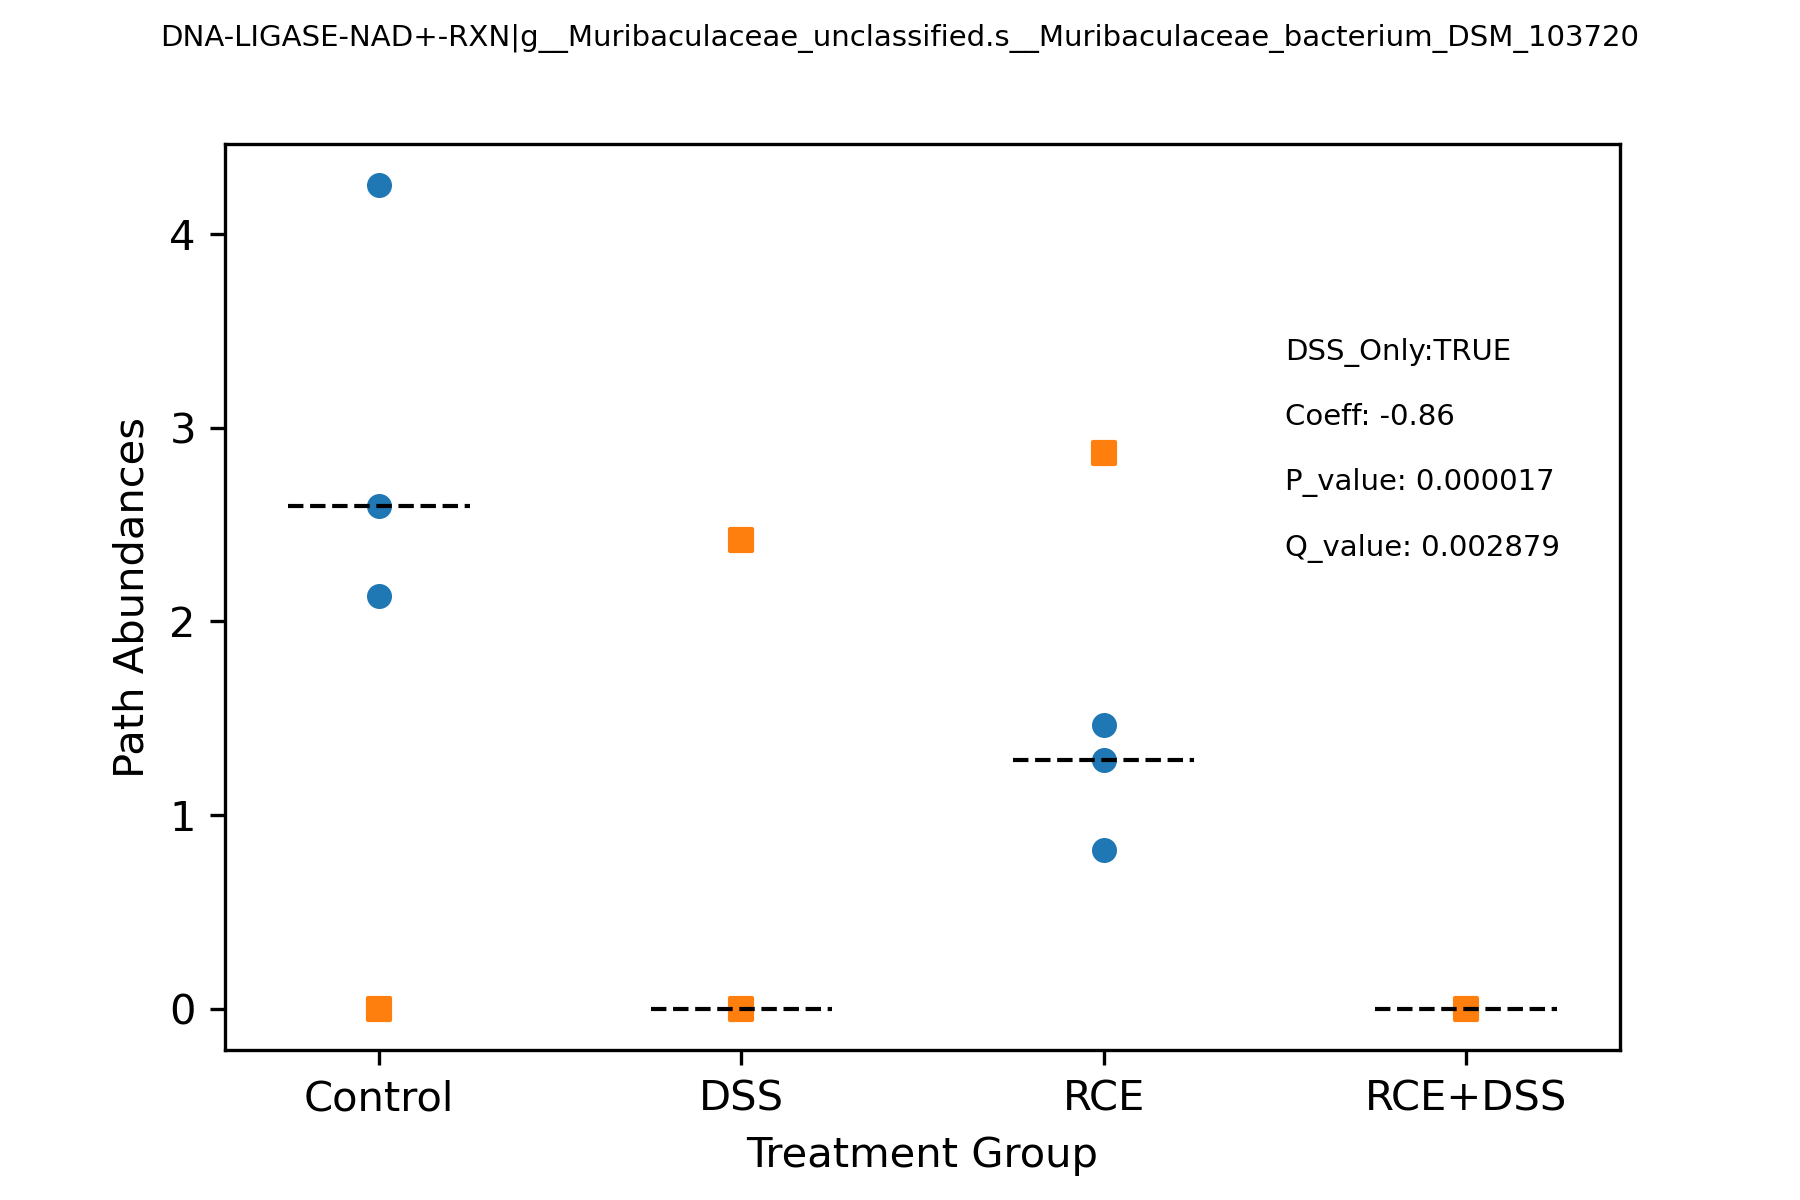 DNA-LIGASE-NAD+-RXN|g__Muribaculaceae_unclassified.s__Muribaculaceae_bacterium_DSM_103720
4
3
2
1
0
Path Abundances
DSS_Only:TRUE
Coeff: -0.86
P_value: 0.000017
Q_value: 0.002879
Control
DSS
RCE
RCE+DSS
Treatment Group